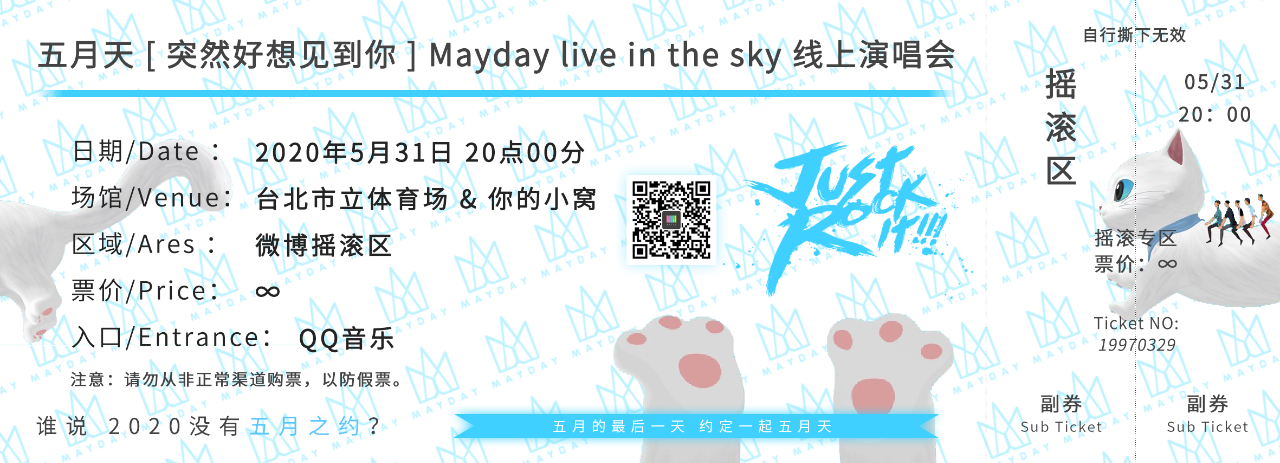 五月天 [ 突然好想见到你 ] Mayday live in the sky 线上演唱会
日期/Date： 2020年5月31日 20点00分
场馆/Venue： 台北市立体育场 & 你的小窝
区域/Ares： 微博摇滚区
票价/Price： ∞
入口/Entrance： QQ音乐
注意：请勿从非正常渠道购票，以防假票。
谁说 2020没有五月之约？
JUST
ROCK
IT!!!
五月的最后一天 约定一起五月天
自行撕下无效
摇滚区
05/31
20：00
摇滚专区
票价：∞
Ticket NO:
19970329
副券
Sub Ticket
副券
Sub Ticket
MAYDAY